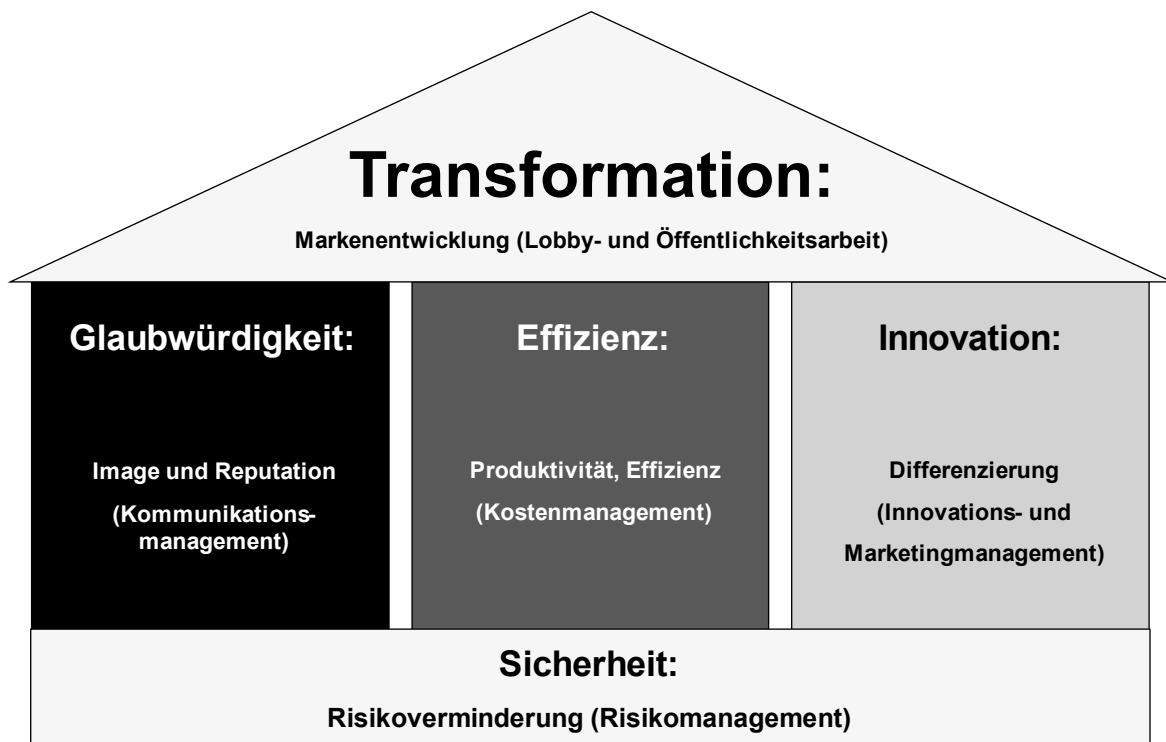 Transformation:
Markenentwicklung (Lobby- und Öffentlichkeitsarbeit)
Glaubwürdigkeit:
Image und Reputation
(Kommunikations-
management)
Effizienz:
Produktivität, Effizienz
(Kostenmanagement)
Innovation:
Differenzierung
(Innovations- und
Marketingmanagement)
Sicherheit:
Risikoverminderung (Risikomanagement)